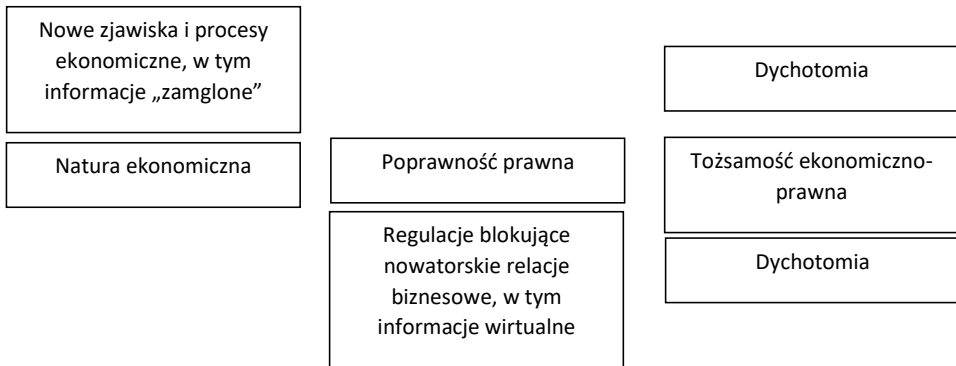 Nowe zjawiska i procesy
ekonomiczne, w tym
informacje „zamglone”
Dychotomia
Natura ekonomiczna
Poprawność prawna
Tożsamość ekonomiczno-
prawna
Regulacje blokujące
nowatorskie relacje
biznesowe, w tym
informacje wirtualne
Dychotomia